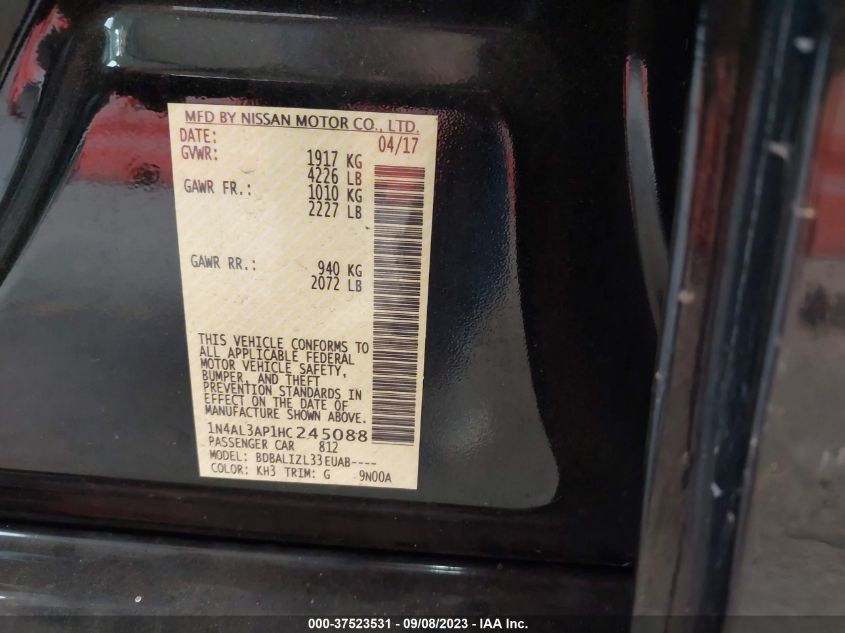 MFD BY NISSAN MOTOR CO., LTD.
DATE: 04/17
GVWR: 1917 KG
4226 LB
GAWR FR.: 1010 KG
2227 LB
GAWR RR.: 940 KG
2072 LB
THIS VEHICLE CONFORMS TO
ALL APPLICABLE FEDERAL
MOTOR VEHICLE SAFETY,
BUMPER, AND THEFT
PREVENTION STANDARDS IN
EFFECT ON THE DATE OF
MANUFACTURE SHOWN ABOVE.
1N4AL3AP1HC245088
PASSENGER CAR 812
MODEL: BDBALIZL33EUAB----
COLOR: KH3 TRIM: G 9N00A
000-37523531 - 09/08/2023 - IAA Inc.